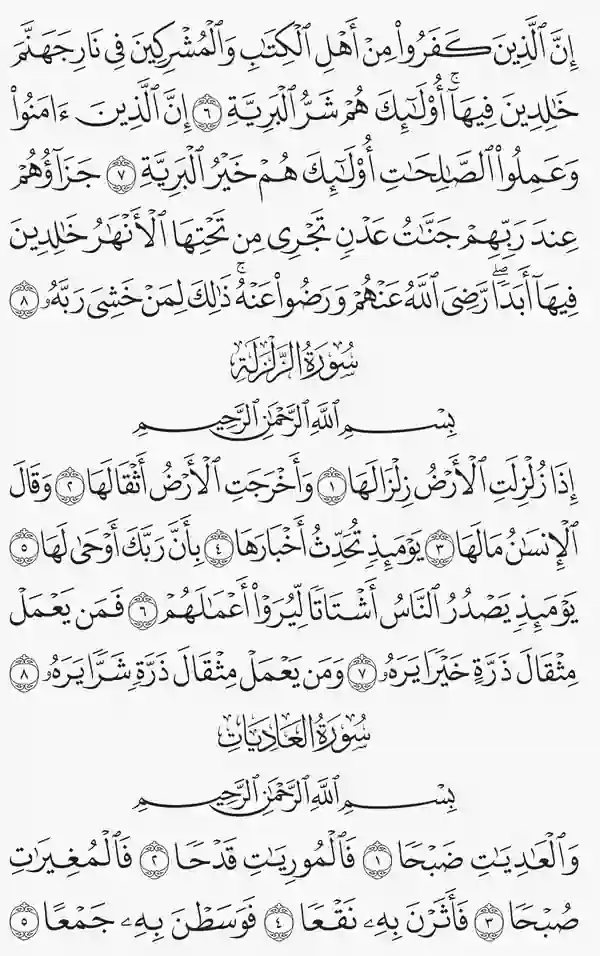 إِنَّ ٱلَّذِينَ كَفَرُوا۟ مِنْ أَهْلِ ٱلْكِتَٰبِ وَٱلْمُشْرِكِينَ فِى نَارِ جَهَنَّمَ
خَٰلِدِينَ فِيهَآ ۚ أُو۟لَٰٓئِكَ هُمْ شَرُّ ٱلْبَرِيَّةِ ٦ إِنَّ ٱلَّذِينَ ءَامَنُوا۟
وَعَمِلُوا۟ ٱلصَّٰلِحَٰتِ أُو۟لَٰٓئِكَ هُمْ خَيْرُ ٱلْبَرِيَّةِ ٧ جَزَآؤُهُمْ
عِندَ رَبِّهِمْ جَنَّٰتُ عَدْنٍ تَجْرِى مِن تَحْتِهَا ٱلْأَنْهَٰرُ خَٰلِدِينَ
فِيهَآ أَبَدًا ۖ رَّضِىَ ٱللَّهُ عَنْهُمْ وَرَضُوا۟ عَنْهُ ۚ ذَٰلِكَ لِمَنْ خَشِىَ رَبَّهُۥ ٨
سُورَةُ الزَّلْزَلَةِ
بِسْمِ ٱللَّهِ ٱلرَّحْمَٰنِ ٱلرَّحِيمِ
إِذَا زُلْزِلَتِ ٱلْأَرْضُ زِلْزَالَهَا ١ وَأَخْرَجَتِ ٱلْأَرْضُ أَثْقَالَهَا ٢ وَقَالَ
ٱلْإِنسَٰنُ مَا لَهَا ٣ يَوْمَئِذٍ تُحَدِّثُ أَخْبَارَهَا ٤ بِأَنَّ رَبَّكَ أَوْحَىٰ لَهَا ٥
يَوْمَئِذٍ يَصْدُرُ ٱلنَّاسُ أَشْتَاتًا لِّيُرَوْا۟ أَعْمَٰلَهُمْ ٦ فَمَن يَعْمَلْ
مِثْقَالَ ذَرَّةٍ خَيْرًا يَرَهُۥ ٧ وَمَن يَعْمَلْ مِثْقَالَ ذَرَّةٍ شَرًّا يَرَهُۥ ٨
سُورَةُ العَادِيَاتِ
بِسْمِ ٱللَّهِ ٱلرَّحْمَٰنِ ٱلرَّحِيمِ
وَٱلْعَٰدِيَٰتِ ضَبْحًا ١ فَٱلْمُورِيَٰتِ قَدْحًا ٢ فَٱلْمُغِيرَٰتِ
صُبْحًا ٣ فَأَثَرْنَ بِهِۦ نَقْعًا ٤ فَوَسَطْنَ بِهِۦ جَمْعًا ٥